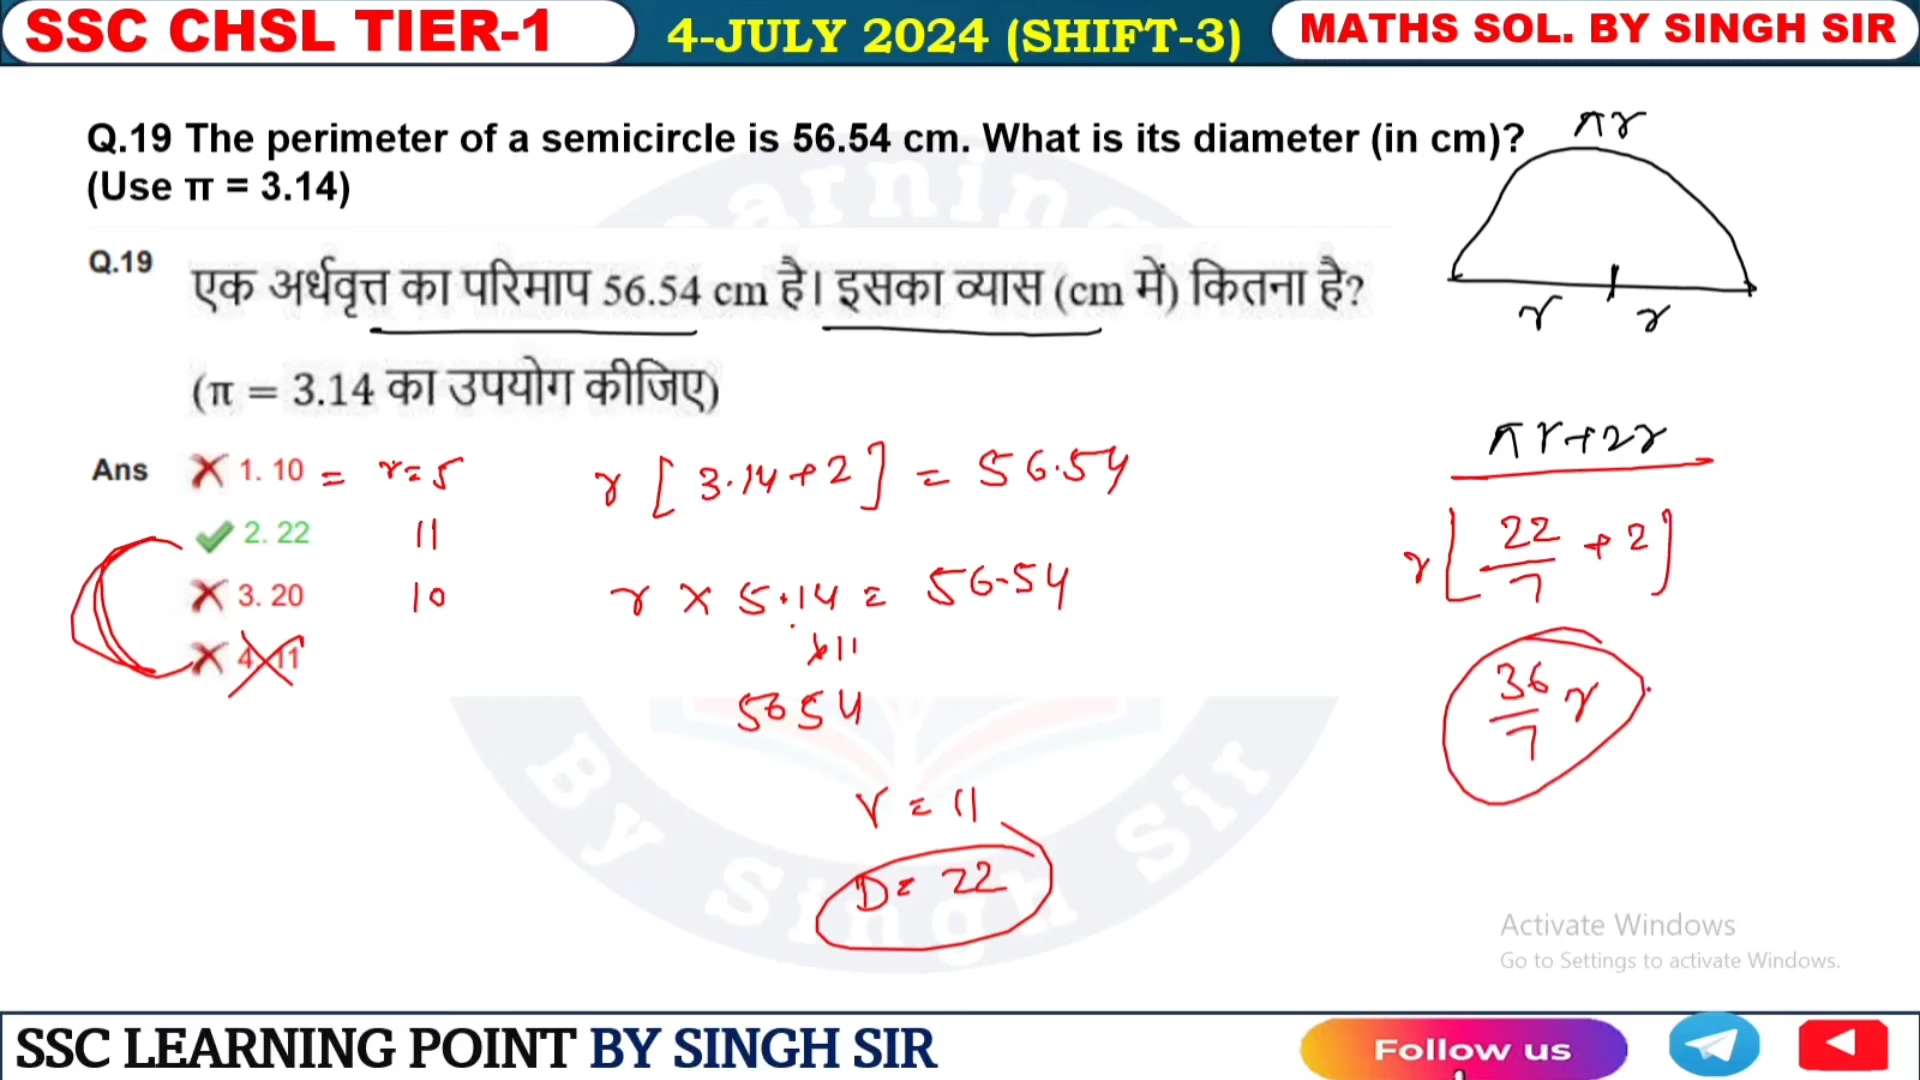 SSC CHSL TIER-1
4-JULY 2024 (SHIFT-3)
MATHS SOL. BY SINGH SIR
Q.19 The perimeter of a semicircle is 56.54 cm. What is its diameter (in cm)?
(Use π = 3.14)
πr
r r
Q.19 एक अर्धवृत्त का परिमाप 56.54 cm है। इसका व्यास (cm में) कितना है?
(π = 3.14 का उपयोग कीजिए)
πr+2r
Ans 1. 10 = r=5
2. 22 11
3. 20 10
4. 11
r [3.14+2] = 56.54
r × 5.14 = 56.54
×11
5654
r = 11
D= 22
r [22/7 + 2]
36/7 r
By Singh Sir
Activate Windows
Go to Settings to activate Windows.
SSC LEARNING POINT BY SINGH SIR
Follow us